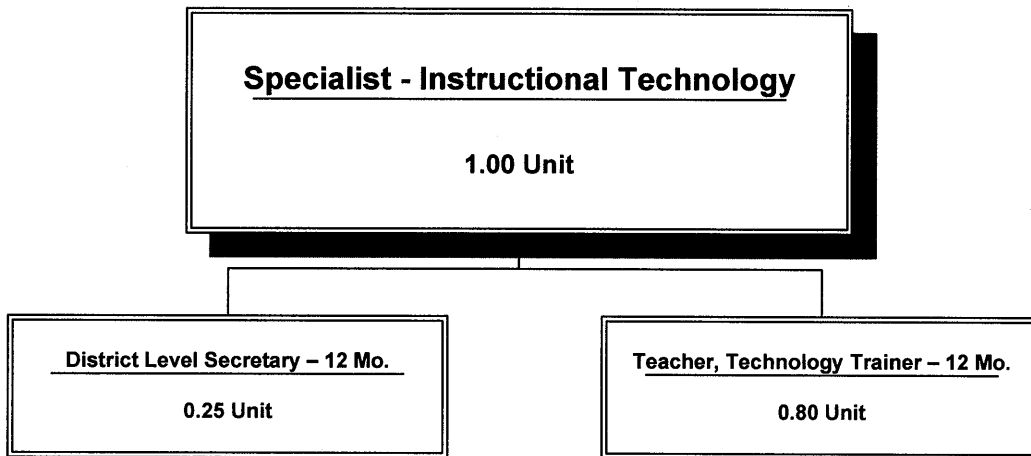 Specialist - Instructional Technology
1.00 Unit
District Level Secretary – 12 Mo.
0.25 Unit
Teacher, Technology Trainer – 12 Mo.
0.80 Unit